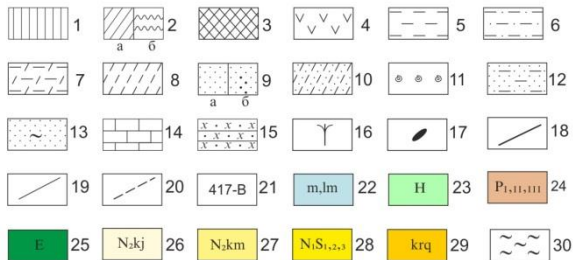 1 2 3 4 5 6
а б
7 8 9 10 11 12
а б
13 ~ 14 x x x x x x x x x 15 16 17 18
19 20 417-В 21 m,lm 22 H 23 P₁,₁₁,₁₁₁ 24
E 25 N₂kj 26 N₂km 27 N₁S₁,₂,₃ 28 krq 29 30